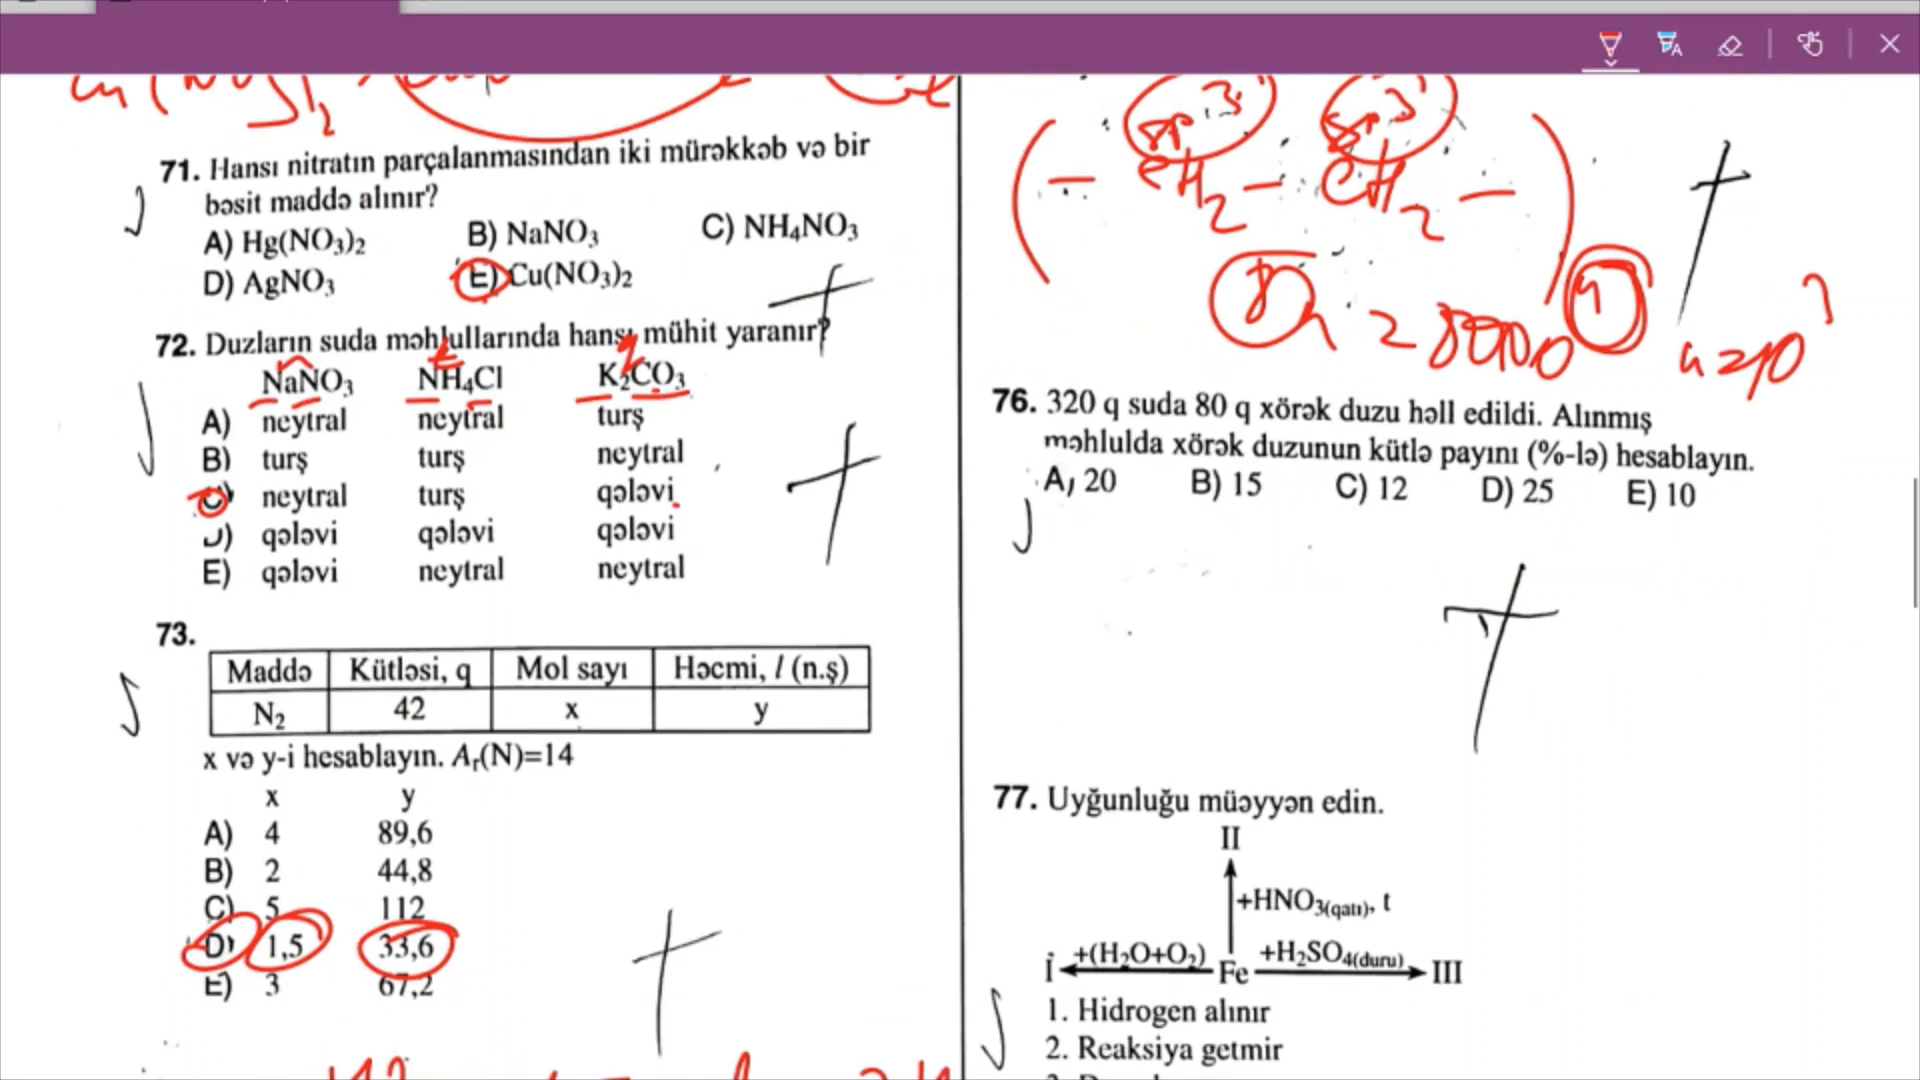 71. Hansı nitratın parçalanmasından iki mürəkkəb və bir
bəsit maddə alınır?
A) Hg(NO₃)₂ B) NaNO₃ C) NH₄NO₃
D) AgNO₃ E) Cu(NO₃)₂
72. Duzların suda məhlullarında hansı mühit yaranır?
n t q
NaNO₃ NH₄Cl K₂CO₃
A) neytral neytral turş
B) turş turş neytral
C) neytral turş qələvi
D) qələvi qələvi qələvi
E) qələvi neytral neytral
73.
Maddə Kütləsi, q Mol sayı Həcmi, l (n.ş)
N₂ 42 x y
x və y-i hesablayın. Aᵣ(N)=14
x y
A) 4 89,6
B) 2 44,8
C) 5 112
D) 1,5 33,6
E) 3 67,2
sp³ sp³
(– CH₂ – CH₂ –)
76. 320 q suda 80 q xörək duzu həll edildi. Alınmış
məhlulda xörək duzunun kütlə payını (%-lə) hesablayın.
A) 20 B) 15 C) 12 D) 25 E) 10
77. Uyğunluğu müəyyən edin.
II
+HNO₃(qatı), t
I +(H₂O+O₂) Fe +H₂SO₄(duru) III
1. Hidrogen alınır
2. Reaksiya getmir